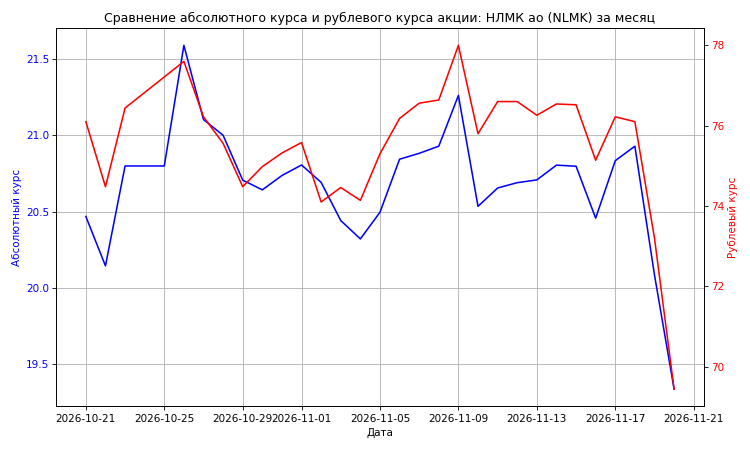 Сравнение абсолютного курса и рублевого курса акции: НЛМК ао (NLMK) за месяц
21.5
21.0
20.5
20.0
19.5
Абсолютный курс
78
76
74
72
70
Рублевый курс
2026-10-21 2026-10-25 2026-10-29 2026-11-01 2026-11-05 2026-11-09 2026-11-13 2026-11-17 2026-11-21
Дата